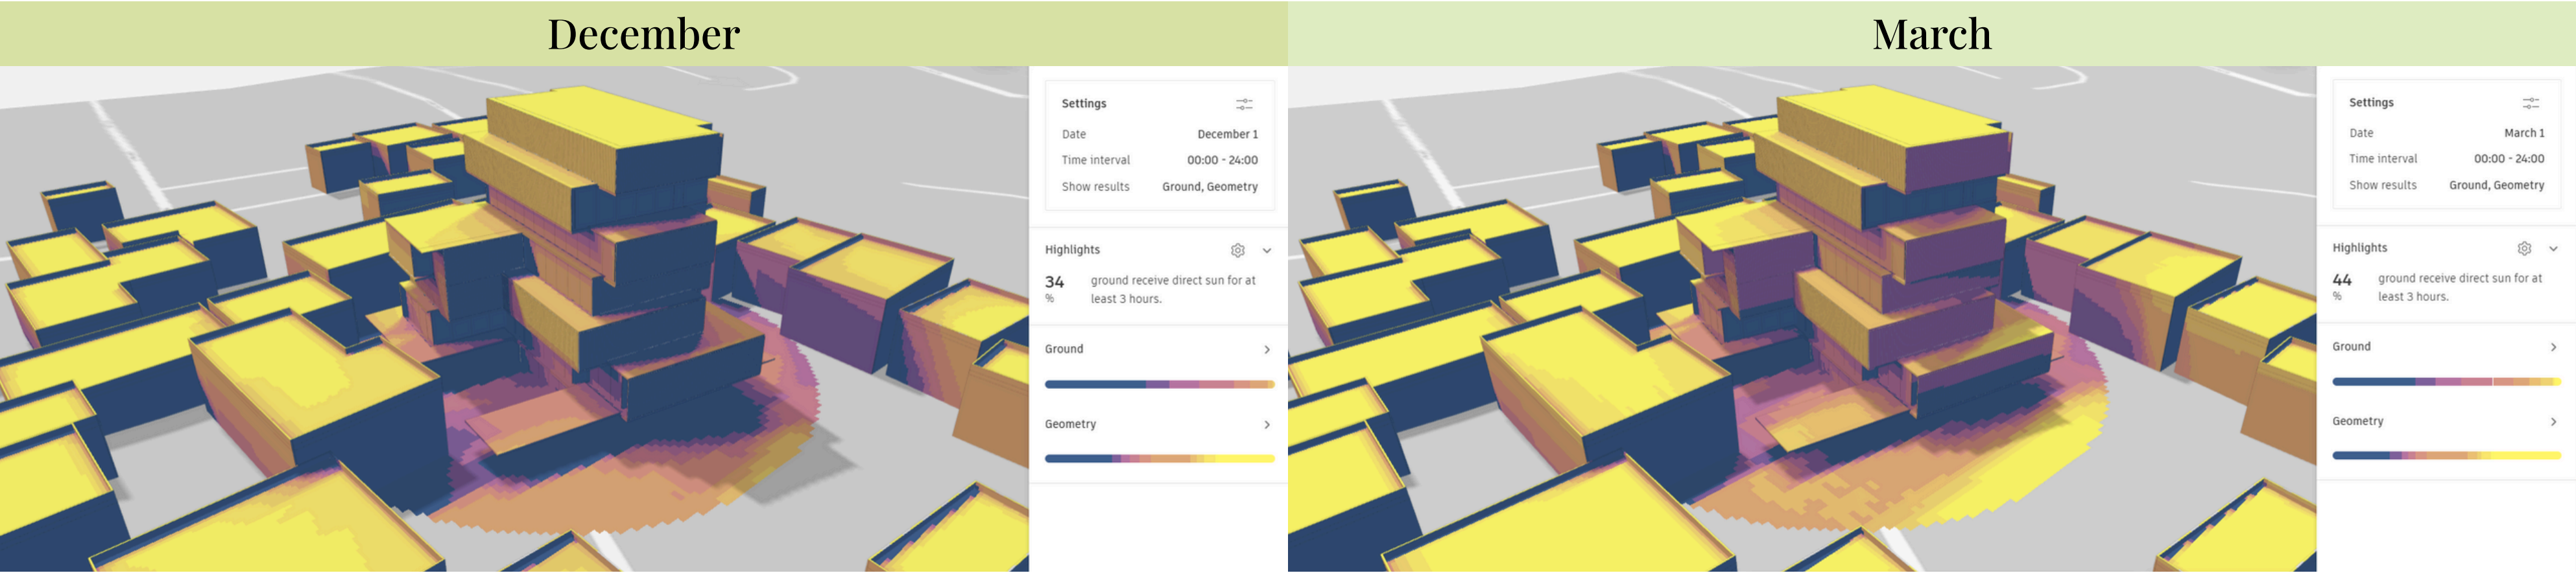 December
Settings
Date December 1
Time interval 00:00 - 24:00
Show results Ground, Geometry
Highlights
34 ground receive direct sun for at
% least 3 hours.
Ground
Geometry
March
Settings
Date March 1
Time interval 00:00 - 24:00
Show results Ground, Geometry
Highlights
44 ground receive direct sun for at
% least 3 hours.
Ground
Geometry